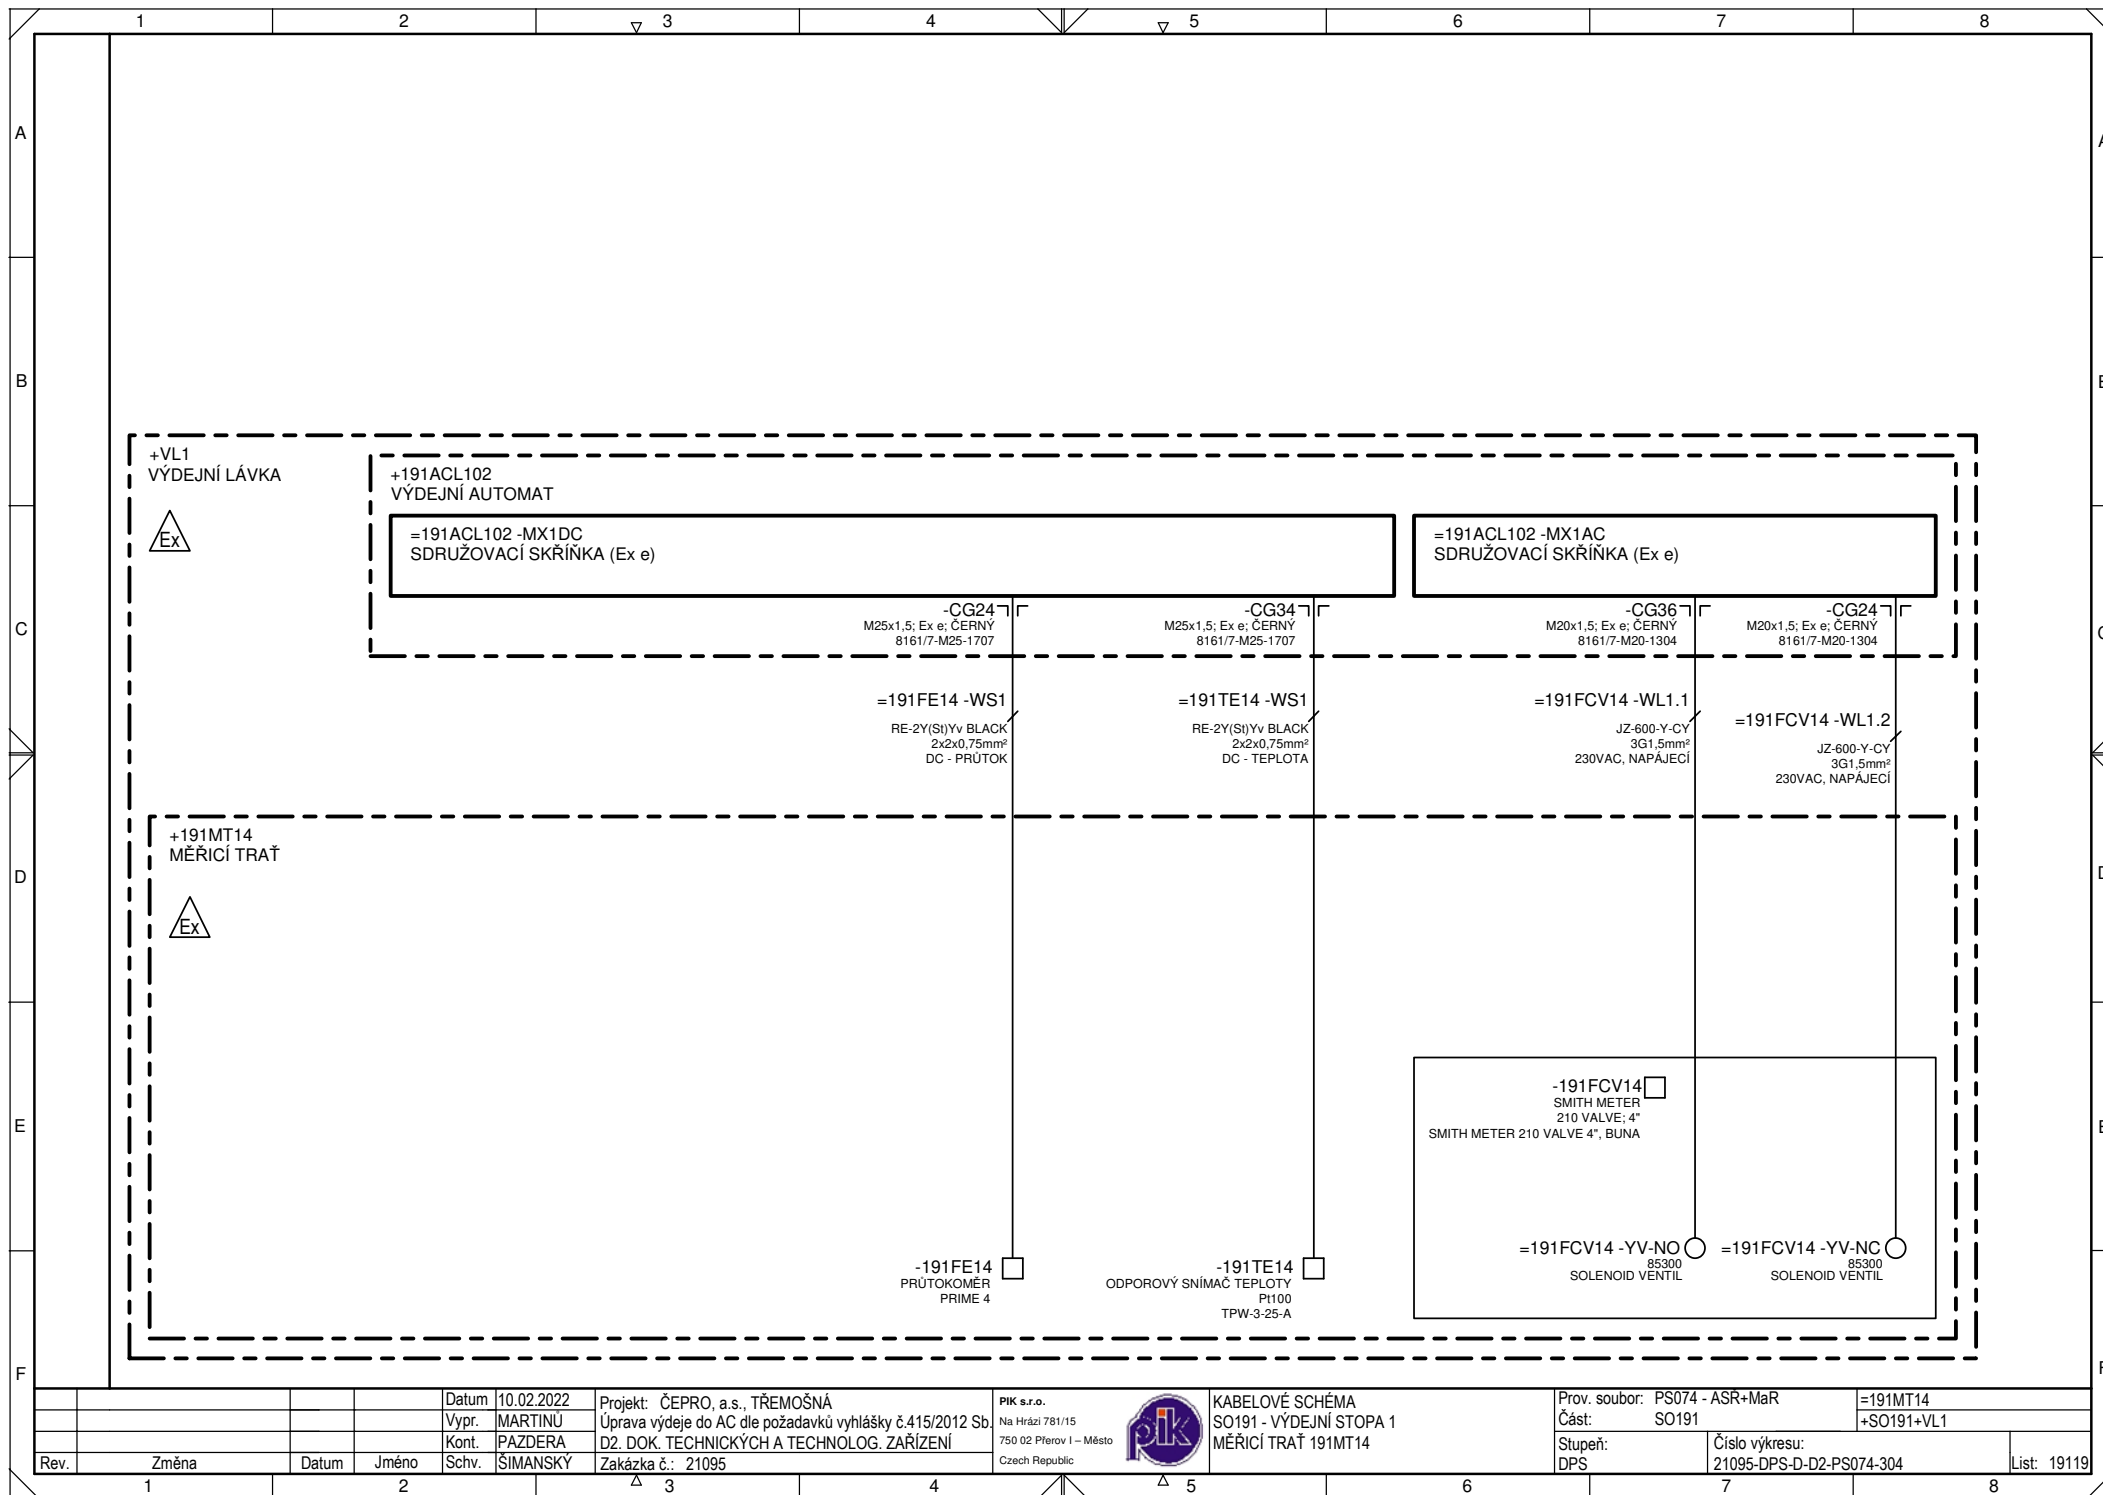 1 2 3 4 5 6 7 8
A
B
+VL1
VÝDEJNÍ LÁVKA
Ex
+191ACL102
VÝDEJNÍ AUTOMAT
=191ACL102 -MX1DC
SDRUŽOVACÍ SKŘÍŇKA (Ex e)
=191ACL102 -MX1AC
SDRUŽOVACÍ SKŘÍŇKA (Ex e)
C
-CG24
M25x1,5; Ex e; ČERNÝ
8161/7-M25-1707
-CG34
M25x1,5; Ex e; ČERNÝ
8161/7-M25-1707
-CG36
M20x1,5; Ex e; ČERNÝ
8161/7-M20-1304
-CG24
M20x1,5; Ex e; ČERNÝ
8161/7-M20-1304
=191FE14 -WS1
RE-2Y(St)Yv BLACK
2x2x0,75mm²
DC - PRŮTOK
=191TE14 -WS1
RE-2Y(St)Yv BLACK
2x2x0,75mm²
DC - TEPLOTA
=191FCV14 -WL1.1
JZ-600-Y-CY
3G1,5mm²
230VAC, NAPÁJECÍ
=191FCV14 -WL1.2
JZ-600-Y-CY
3G1,5mm²
230VAC, NAPÁJECÍ
+191MT14
MĚŘICÍ TRAŤ
D
Ex
E
-191FCV14
SMITH METER
210 VALVE; 4"
SMITH METER 210 VALVE 4", BUNA
-191FE14
PRŮTOKOMĚR
PRIME 4
-191TE14
ODPOROVÝ SNÍMAČ TEPLOTY
Pt100
TPW-3-25-A
=191FCV14 -YV-NO
85300
SOLENOID VENTIL
=191FCV14 -YV-NC
85300
SOLENOID VENTIL
F
Rev. Změna Datum Jméno
Datum 10.02.2022
Vypr. MARTINŮ
Kont. PAZDERA
Schv. ŠIMANSKÝ
Projekt: ČEPRO, a.s., TŘEMOŠNÁ
Úprava výdeje do AC dle požadavků vyhlášky č.415/2012 Sb.
D2. DOK. TECHNICKÝCH A TECHNOLOG. ZAŘÍZENÍ
Zakázka č.: 21095
PIK s.r.o.
Na Hrázi 781/15
750 02 Přerov I – Město
Czech Republic
pik
KABELOVÉ SCHÉMA
SO191 - VÝDEJNÍ STOPA 1
MĚŘICÍ TRAŤ 191MT14
Prov. soubor: PS074 - ASŘ+MaR
Část: SO191
=191MT14
+SO191+VL1
Stupeň:
DPS
Číslo výkresu:
21095-DPS-D-D2-PS074-304
List: 19119
1 2 3 4 5 6 7 8